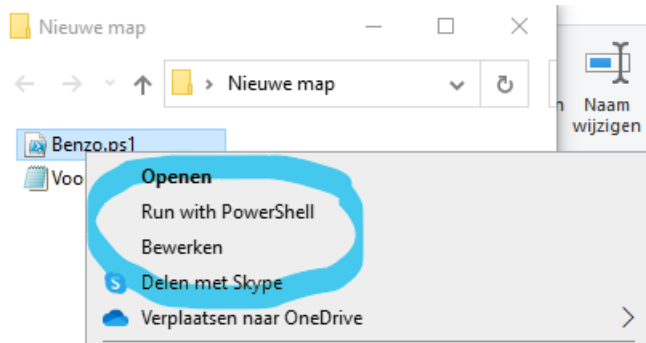 Nieuwe map
Nieuwe map
Naam
wijzigen
Benzo.ps1
Voo
Openen
Run with PowerShell
Bewerken
Delen met Skype
Verplaatsen naar OneDrive